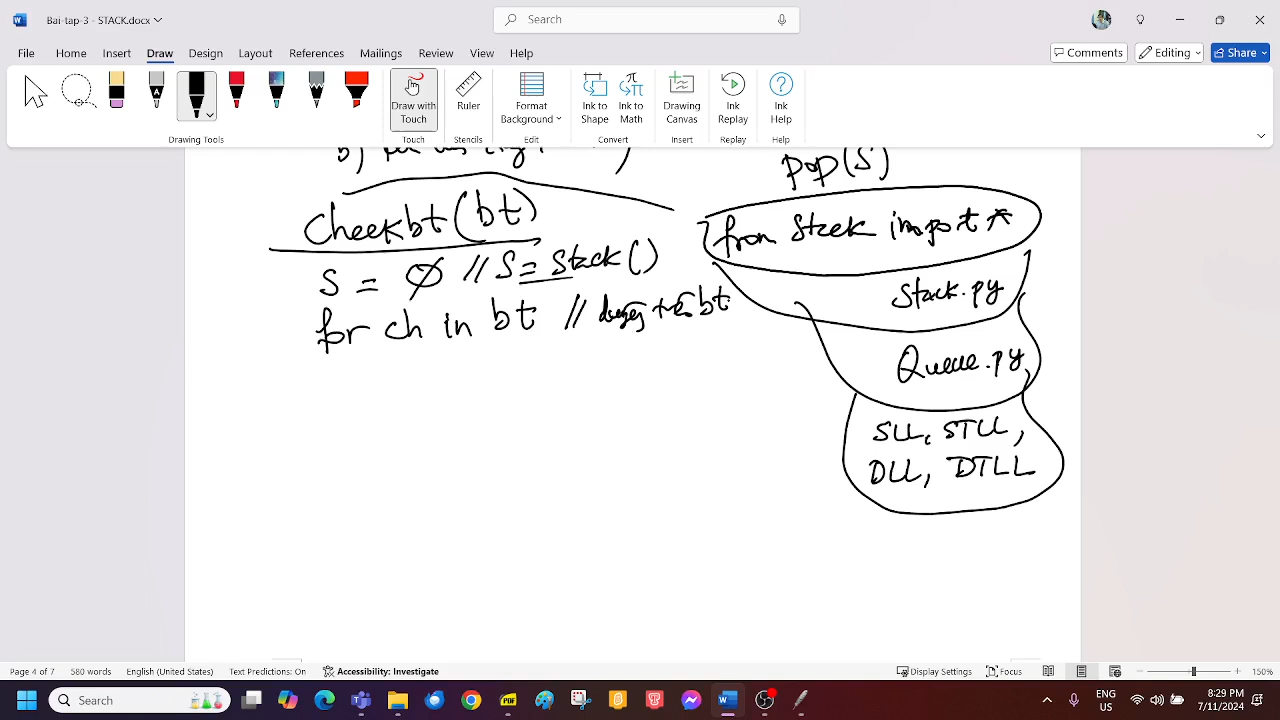 Bai-tap-3 - STACK.docx
Search
File Home Insert Draw Design Layout References Mailings Review View Help
Comments Editing Share
Draw with Touch
Ruler
Format Background
Ink to Shape
Ink to Math
Drawing Canvas
Ink Replay
Ink Help
Drawing Tools Touch Stencils Edit Convert Insert Replay Help
b)
pop(S)
Checkbt(bt)
from Stack import *
S = ∅ // S = Stack()
Stack.py
for ch in bt // bt
Queue.py
SLL, STLL,
DLL, DTLL
Page 4 of 7 580 words English (United States) Text Predictions: On Accessibility: Investigate Display Settings Focus 150%
Search
PDF
ENG
US
8:29 PM
7/11/2024